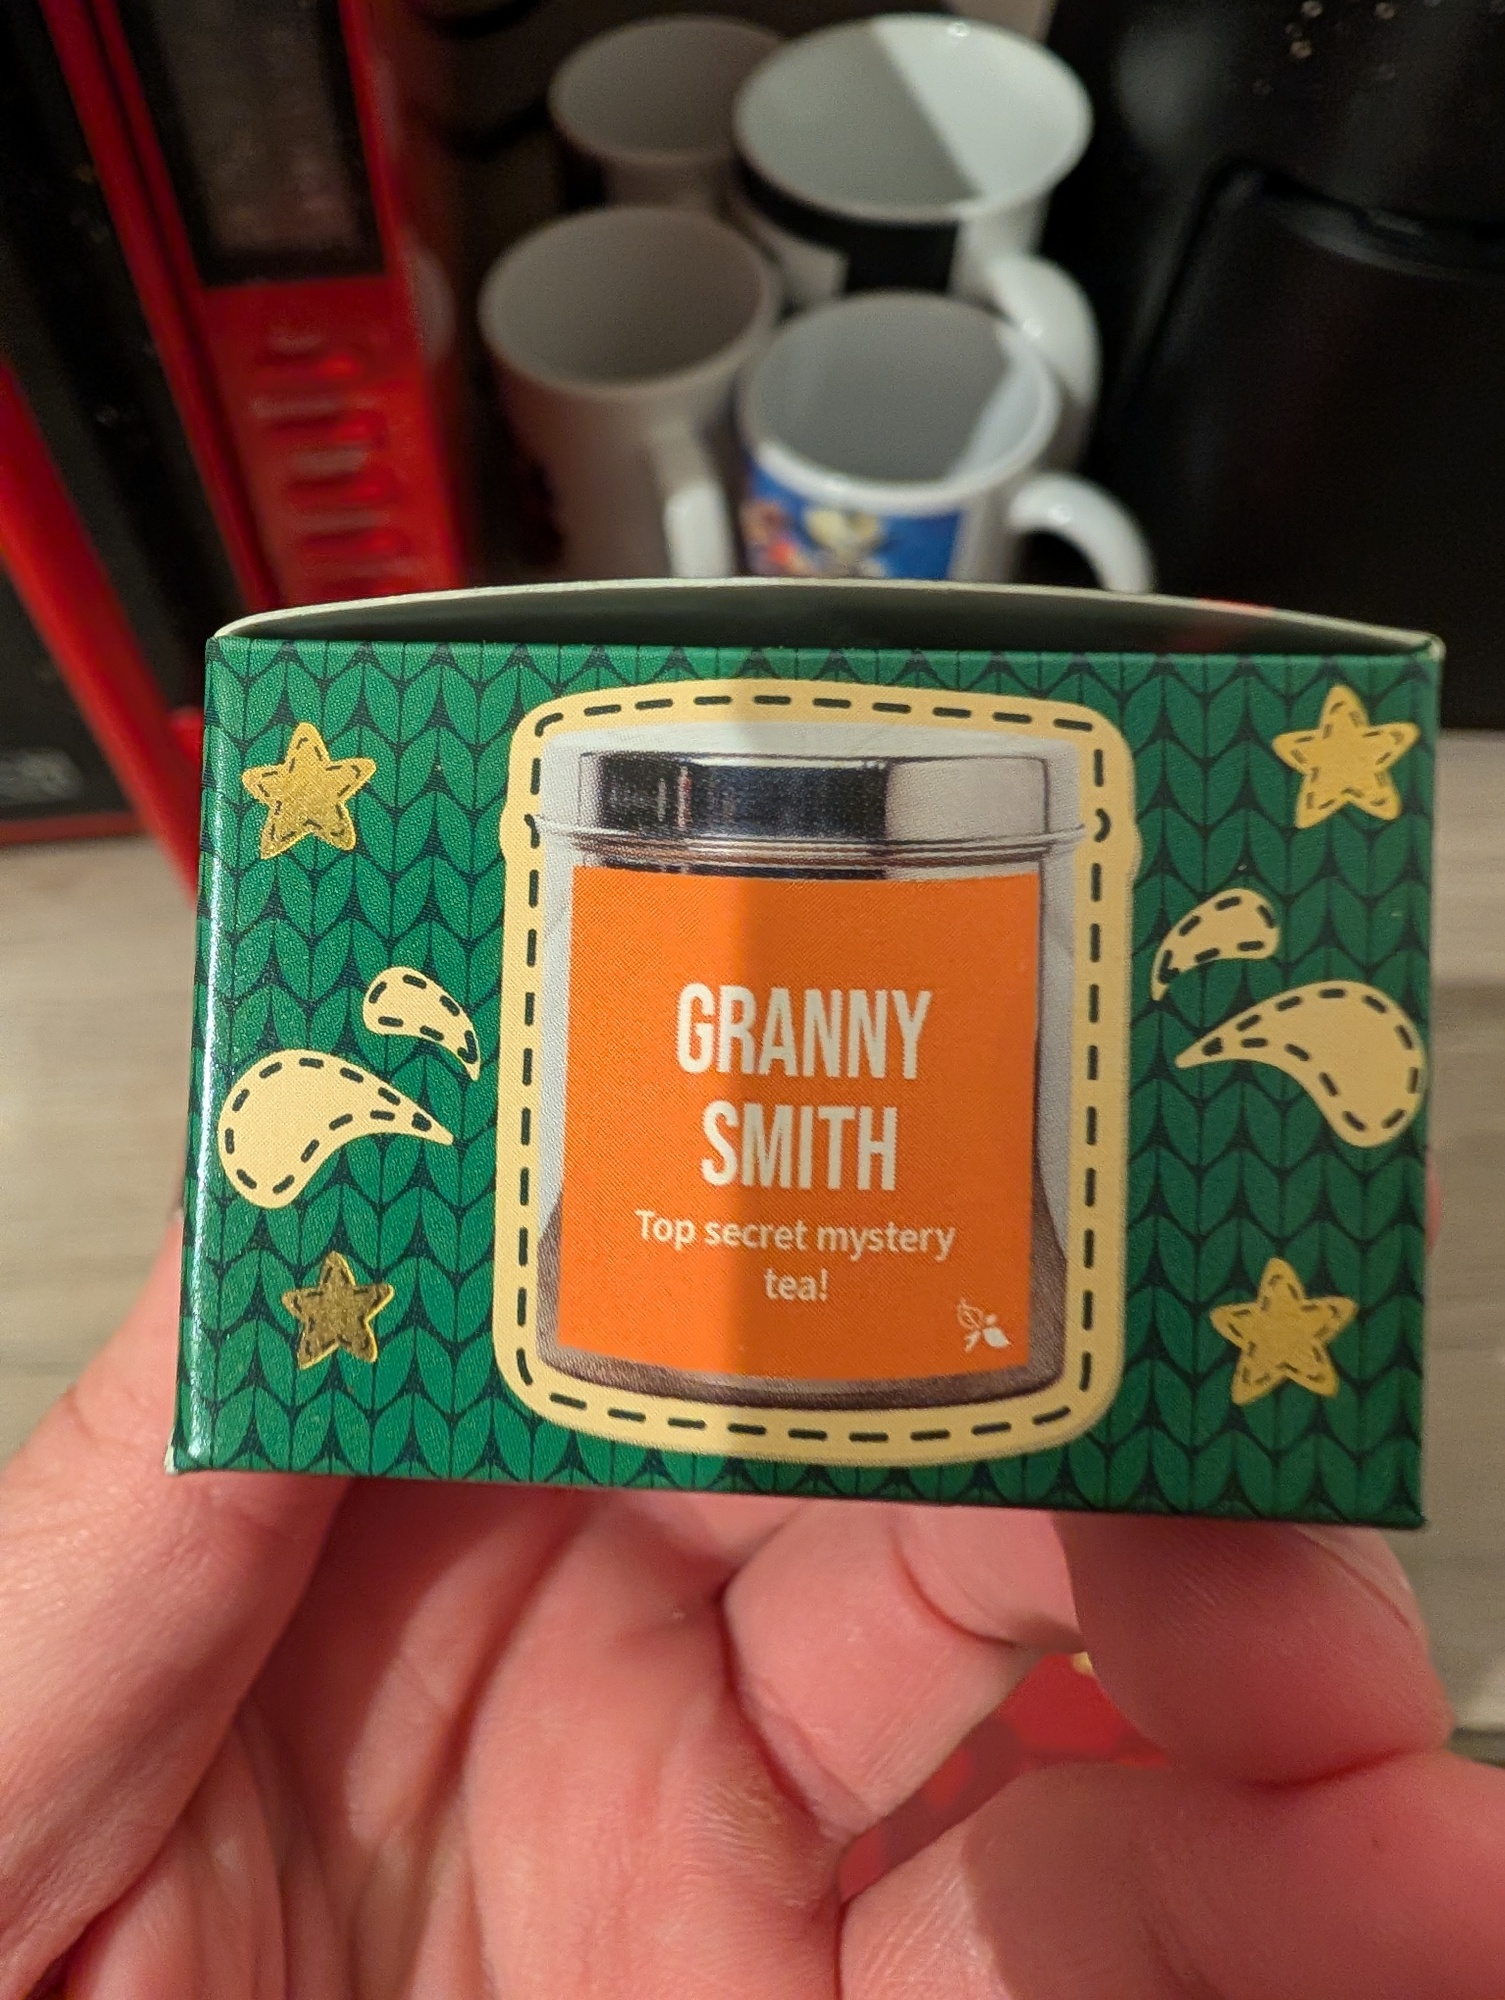 GRANNY
SMITH
Top secret mystery
tea!